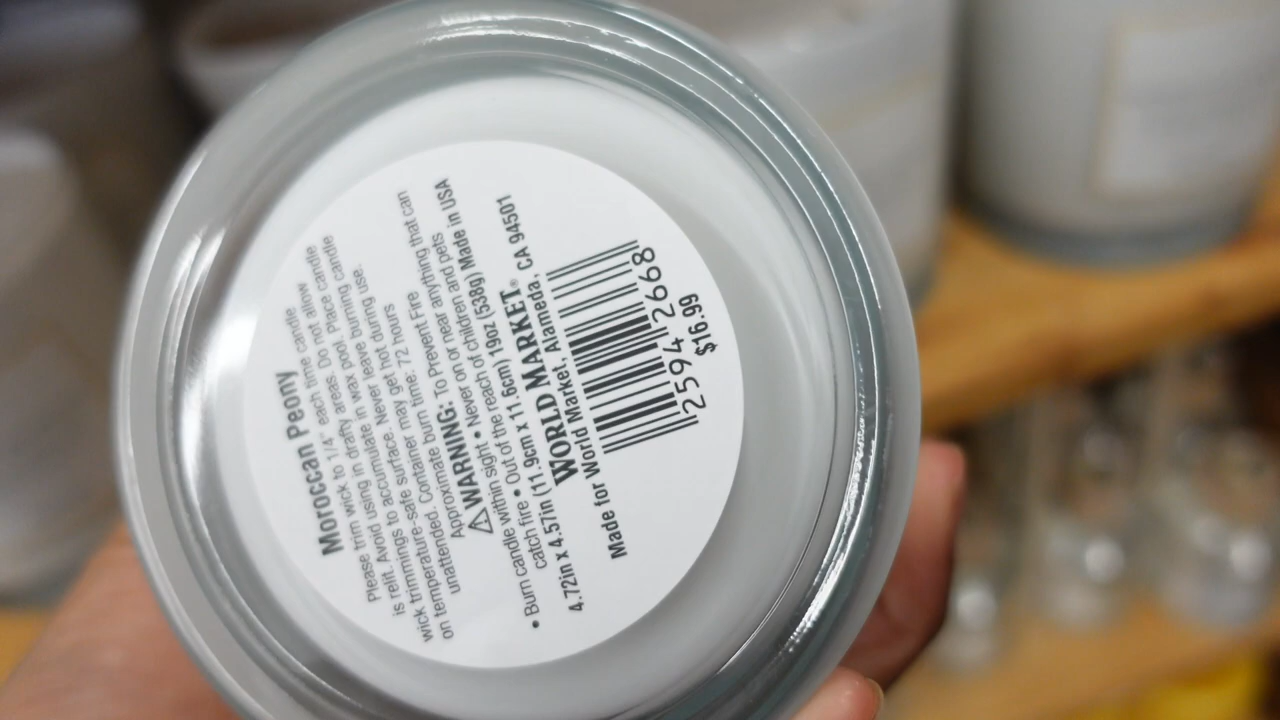 Moroccan Peony
Please trim wick to 1/4" each time candle
is relit. Avoid using in drafty areas. Do not allow
wick trimmings to accumulate in wax pool. Place candle
on temperature-safe surface. Never leave burning candle
unattended. Container may get hot during use.
Approximate burn time: 72 hours
⚠ WARNING: To Prevent Fire
• Burn candle within sight • Never on or near anything that can
catch fire • Out of the reach of children and pets
4.72in x 4.57in (11.9cm x 11.6cm) 19oz (538g) Made in USA
WORLD MARKET®
Made for World Market, Alameda, CA 94501
2594 2668
$16.99